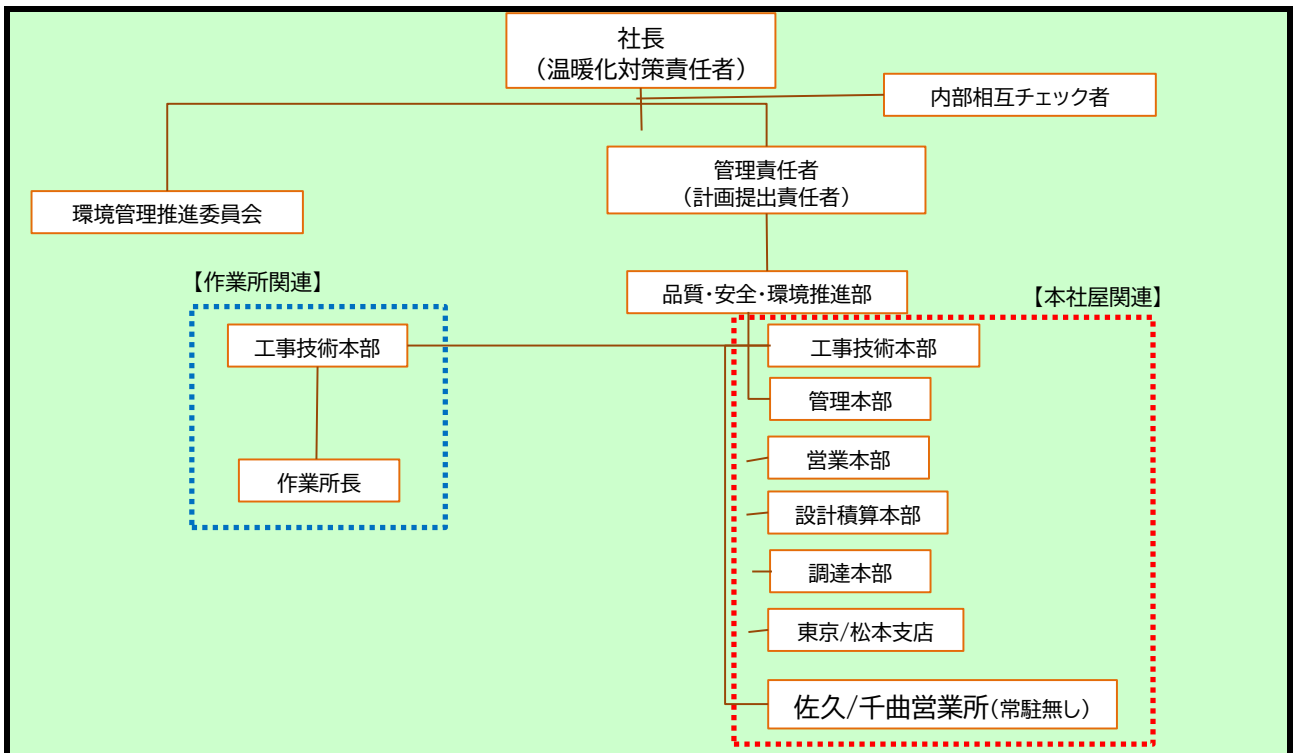 社長
（温暖化対策責任者）
内部相互チェック者
管理責任者
（計画提出責任者）
環境管理推進委員会
【作業所関連】
品質・安全・環境推進部
【本社屋関連】
工事技術本部
工事技術本部
管理本部
営業本部
作業所長
設計積算本部
調達本部
東京/松本支店
佐久/千曲営業所（常駐無し）